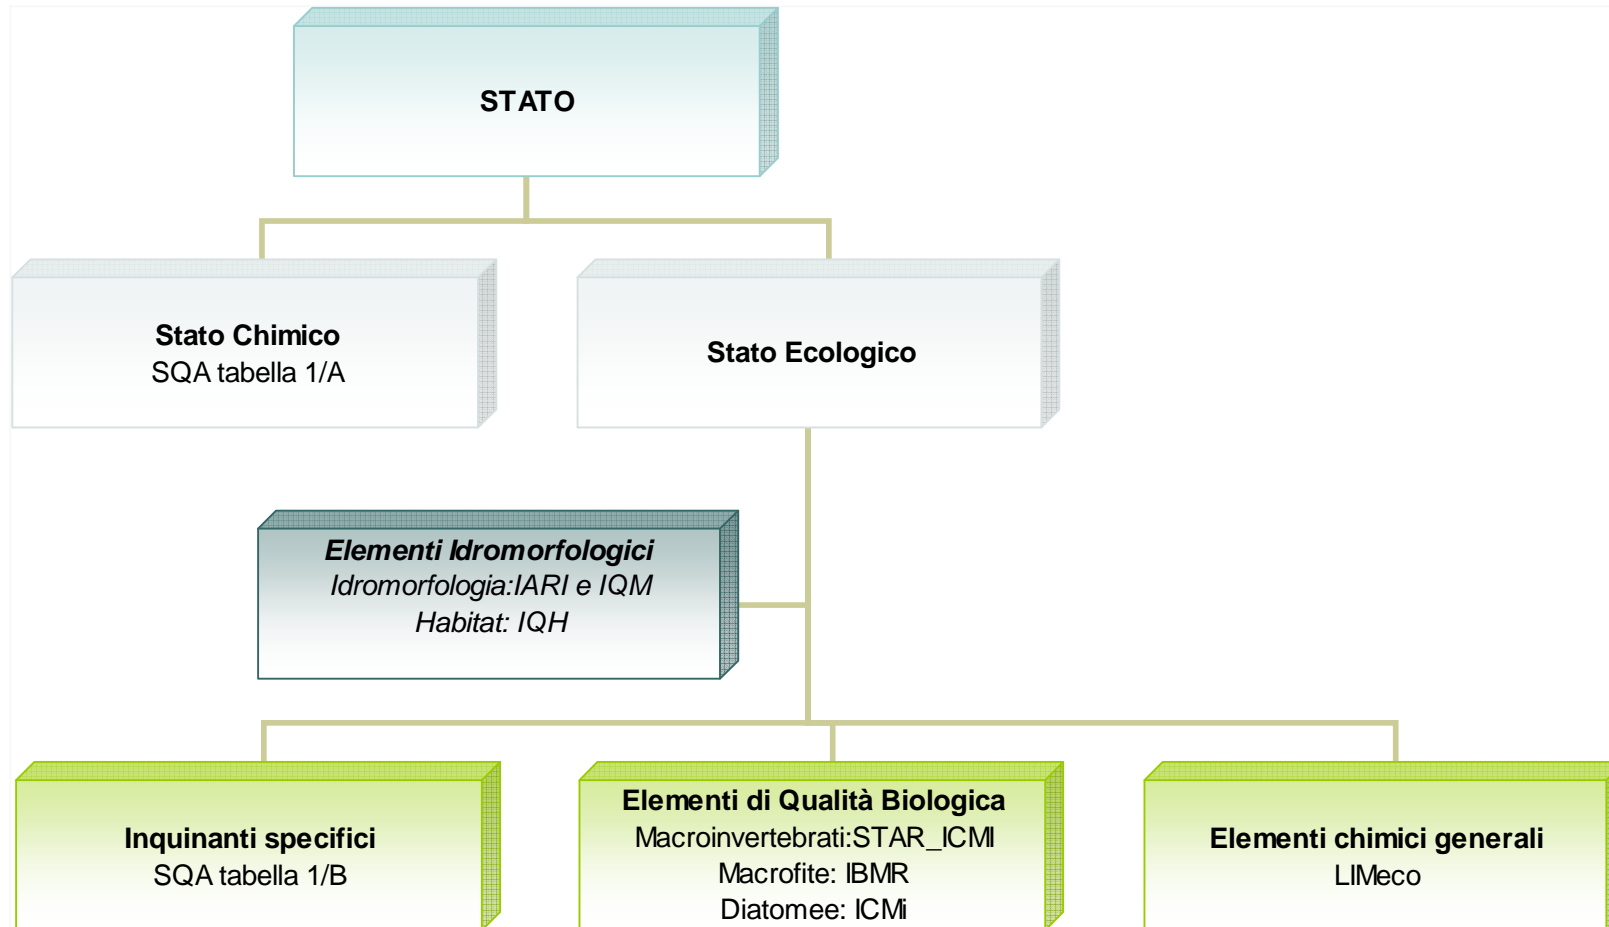 STATO
Stato Chimico
SQA tabella 1/A
Stato Ecologico
Elementi Idromorfologici
Idromorfologia:IARI e IQM
Habitat: IQH
Inquinanti specifici
SQA tabella 1/B
Elementi di Qualità Biologica
Macroinvertebrati:STAR_ICMI
Macrofite: IBMR
Diatomee: ICMi
Elementi chimici generali
LIMeco